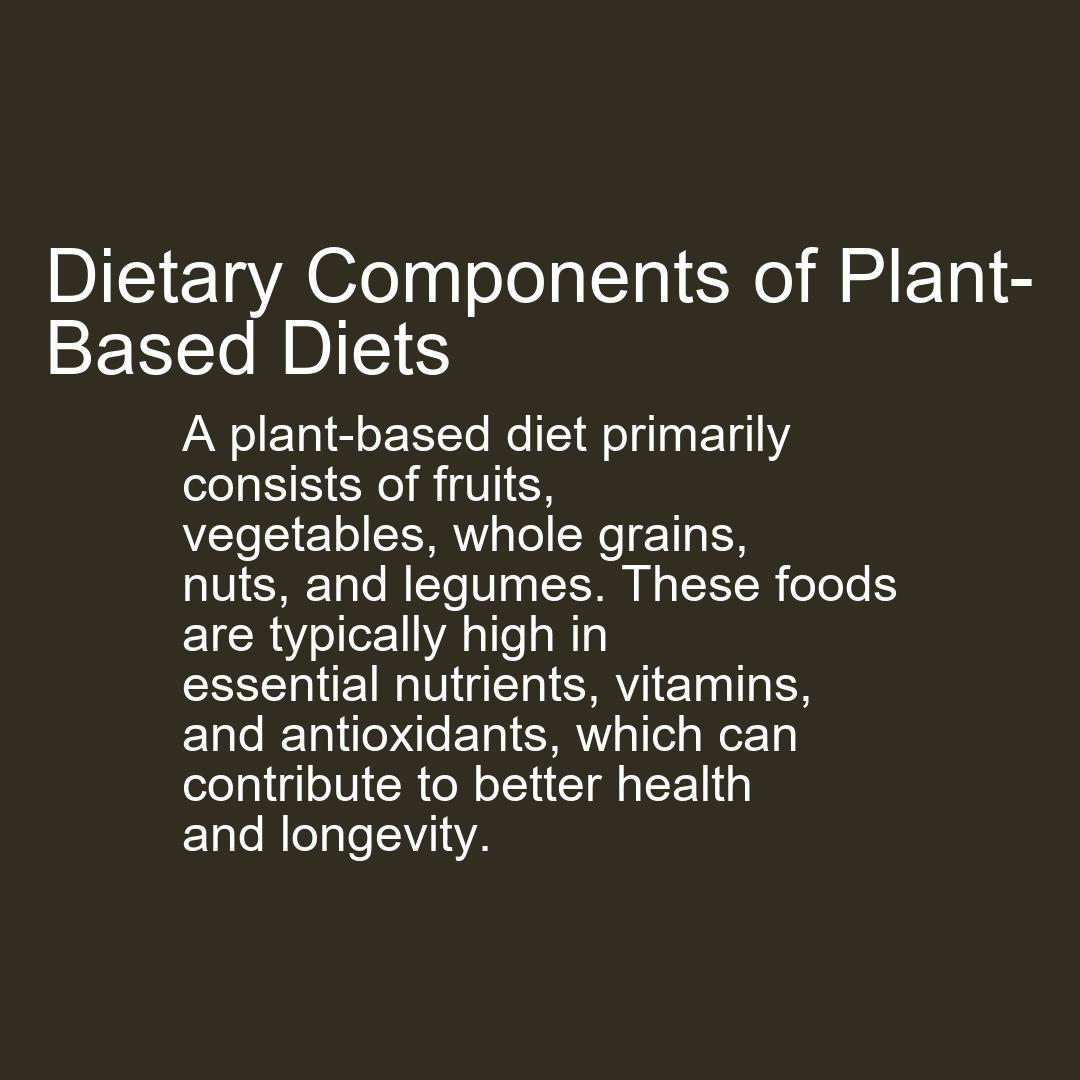 Dietary Components of Plant-
Based Diets
A plant-based diet primarily
consists of fruits,
vegetables, whole grains,
nuts, and legumes. These foods
are typically high in
essential nutrients, vitamins,
and antioxidants, which can
contribute to better health
and longevity.